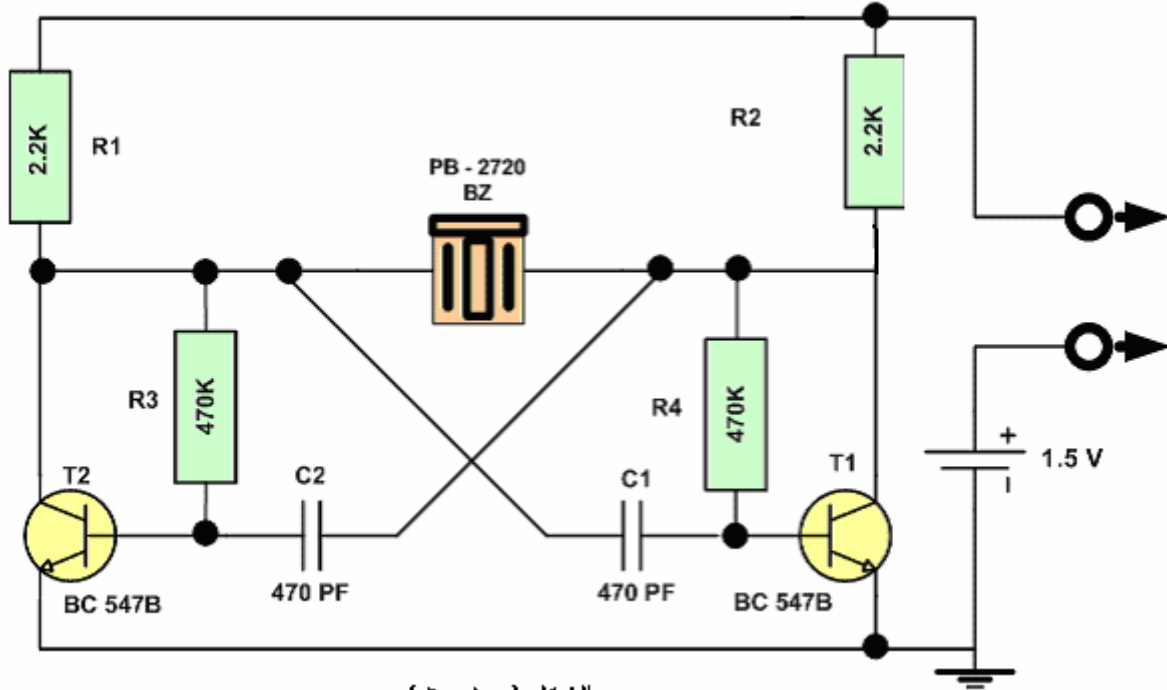 2.2K
R1
R2
2.2K
PB - 2720
BZ
R3
470K
R4
470K
T2
C2
C1
T1
+
1.5 V
-
470 PF
470 PF
BC 547B
BC 547B